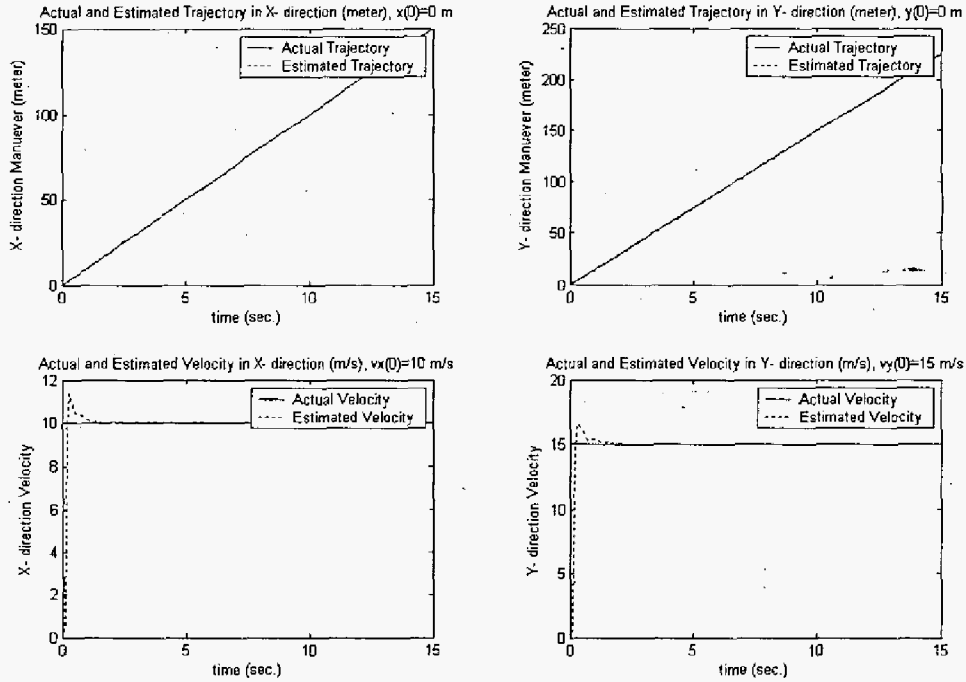 Actual and Estimated Trajectory in X- direction (meter), x(0)=0 m
Actual Trajectory
Estimated Trajectory
X- direction Manuever (meter)
150
100
50
0
0 5 10 15
time (sec.)
Actual and Estimated Trajectory in Y- direction (meter), y(0)=0 m
Actual Trajectory
Estimated Trajectory
Y- direction Manuever (meter)
250
200
150
100
50
0
0 5 10 15
time (sec.)
Actual and Estimated Velocity in X- direction (m/s), vx(0)=10 m/s
Actual Velocity
Estimated Velocity
X- direction Velocity
12
10
8
6
4
2
0
0 5 10 15
time (sec.)
Actual and Estimated Velocity in Y- direction (m/s), vy(0)=15 m/s
Actual Velocity
Estimated Velocity
Y- direction Velocity
20
15
10
5
0
0 5 10 15
time (sec.)